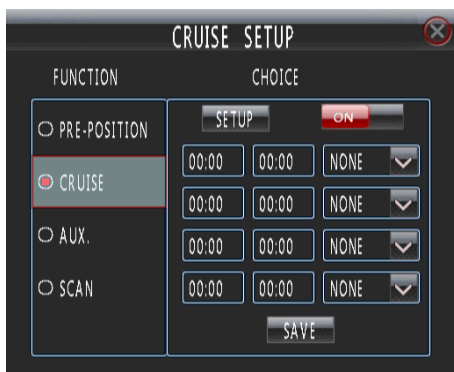 CRUISE SETUP
FUNCTION CHOICE
PRE-POSITION
CRUISE
AUX.
SCAN
SETUP ON
00:00 00:00 NONE
00:00 00:00 NONE
00:00 00:00 NONE
00:00 00:00 NONE
SAVE